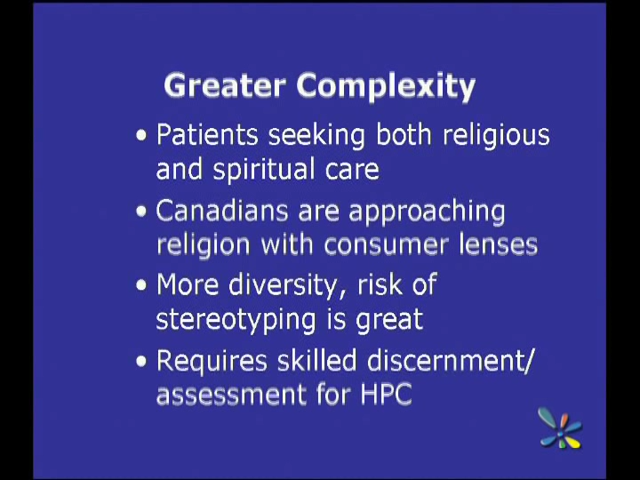 Greater Complexity
• Patients seeking both religious
and spiritual care
• Canadians are approaching
religion with consumer lenses
• More diversity, risk of
stereotyping is great
• Requires skilled discernment/
assessment for HPC